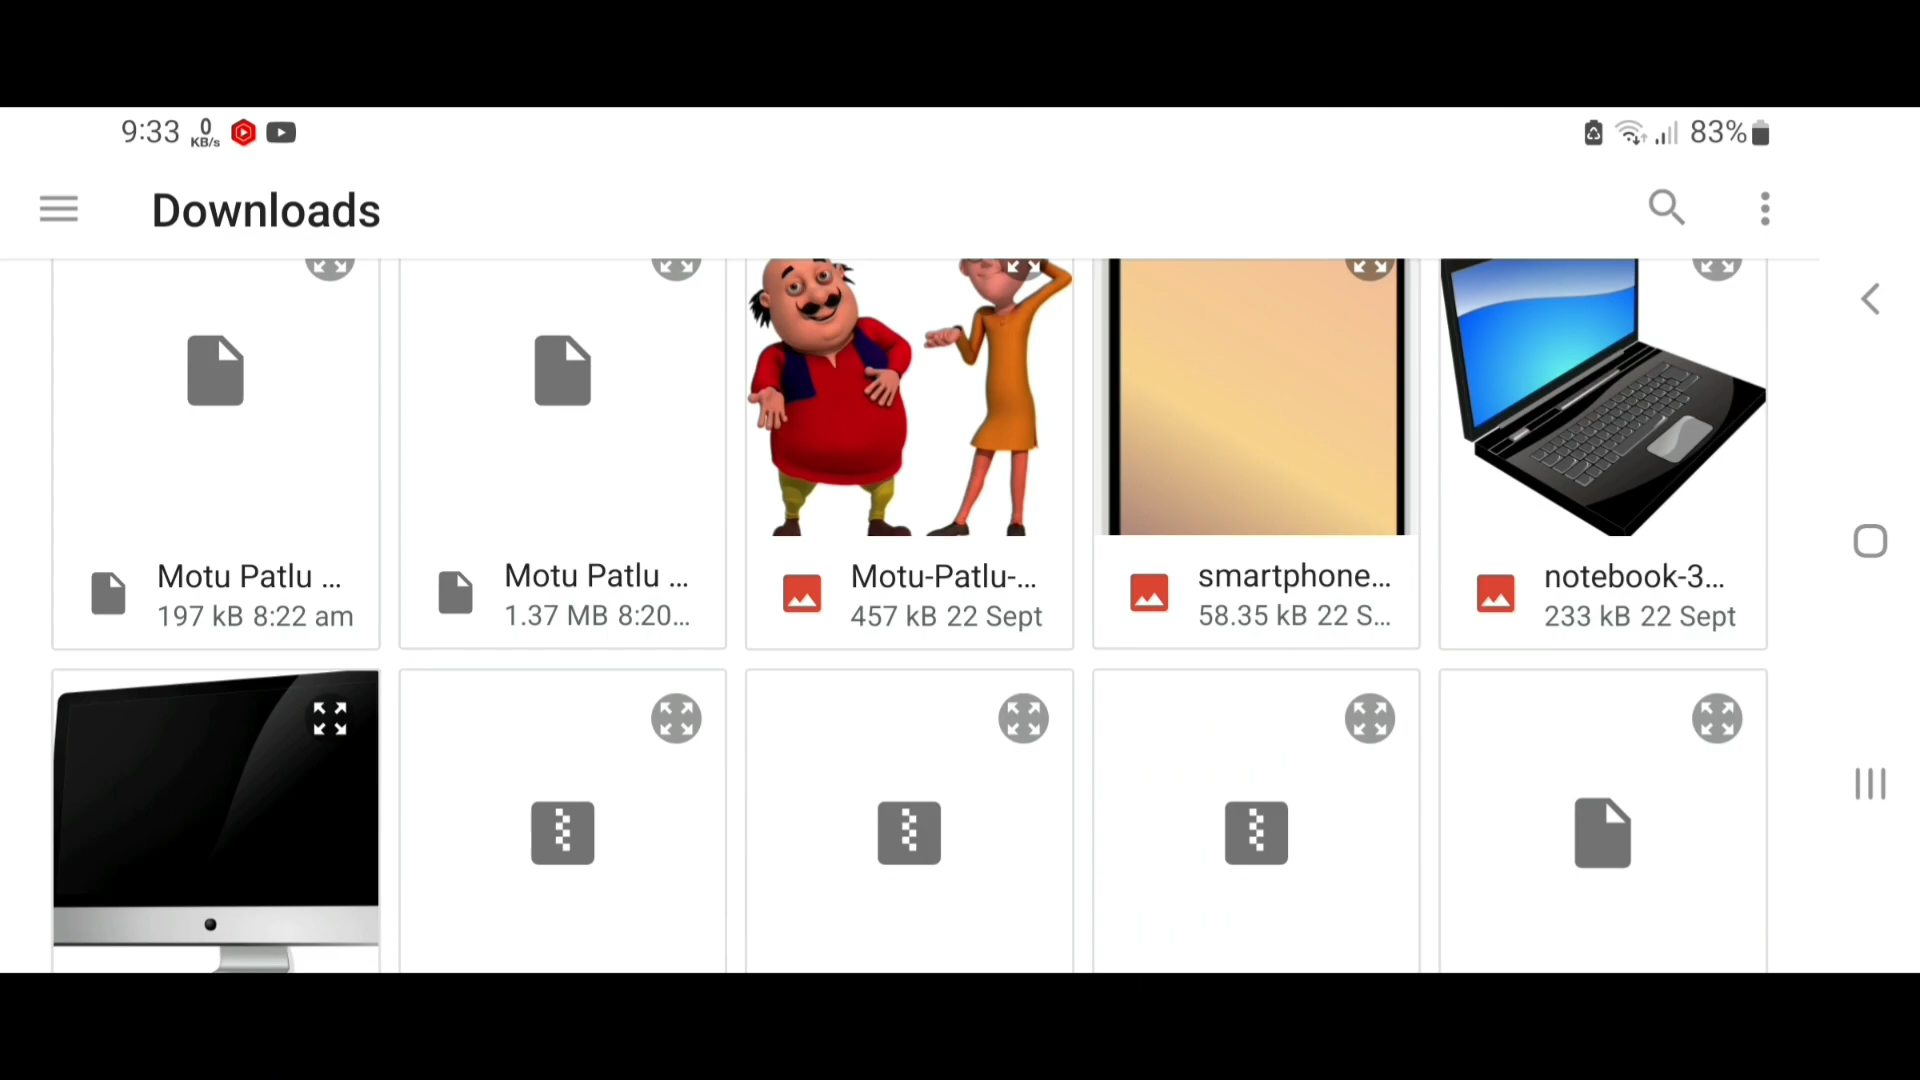 9:33 0 KB/s 83%
Downloads
Motu Patlu ...
197 kB 8:22 am
Motu Patlu ...
1.37 MB 8:20...
Motu-Patlu-...
457 kB 22 Sept
smartphone...
58.35 kB 22 S...
notebook-3...
233 kB 22 Sept